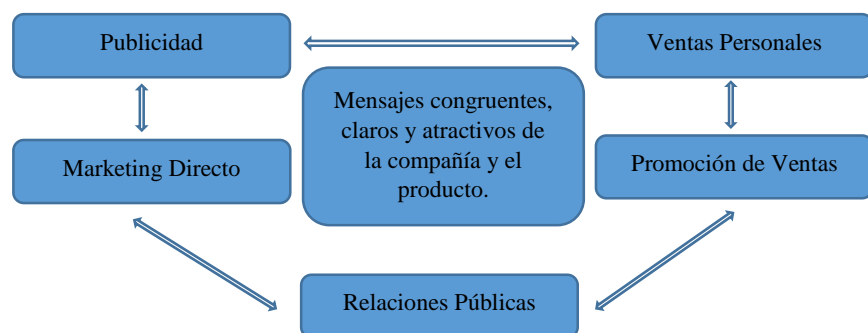 Publicidad
Ventas Personales
Mensajes congruentes,
claros y atractivos de
la compañía y el
producto.
Marketing Directo
Promoción de Ventas
Relaciones Públicas